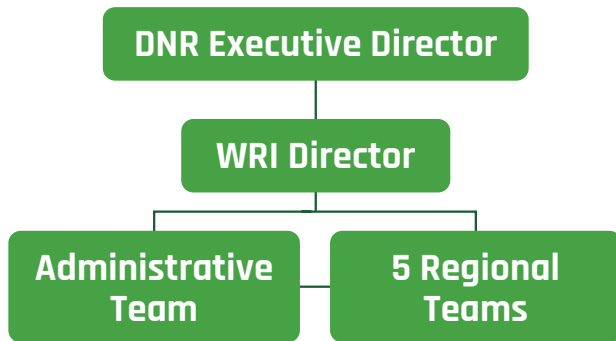 DNR Executive Director
WRI Director
Administrative
Team
5 Regional
Teams